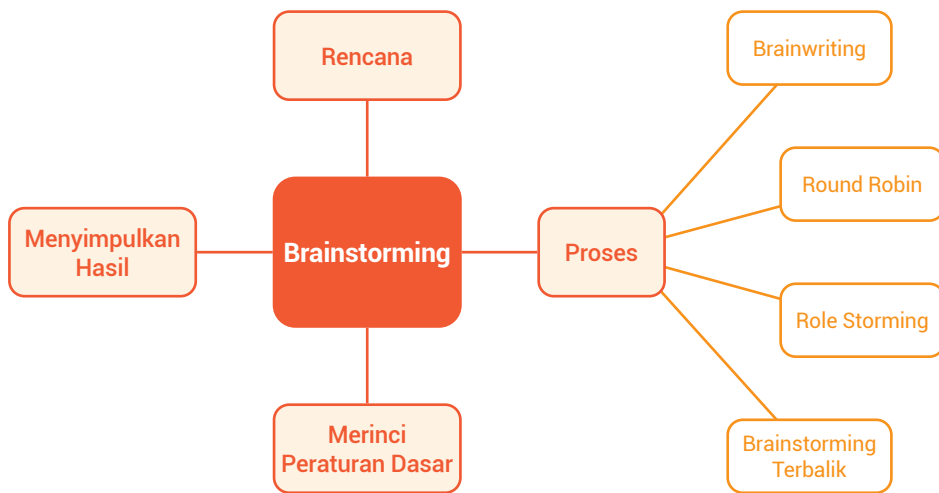 Rencana
Brainwriting
Round Robin
Menyimpulkan
Hasil
Brainstorming
Proses
Role Storming
Merinci
Peraturan Dasar
Brainstorming
Terbalik